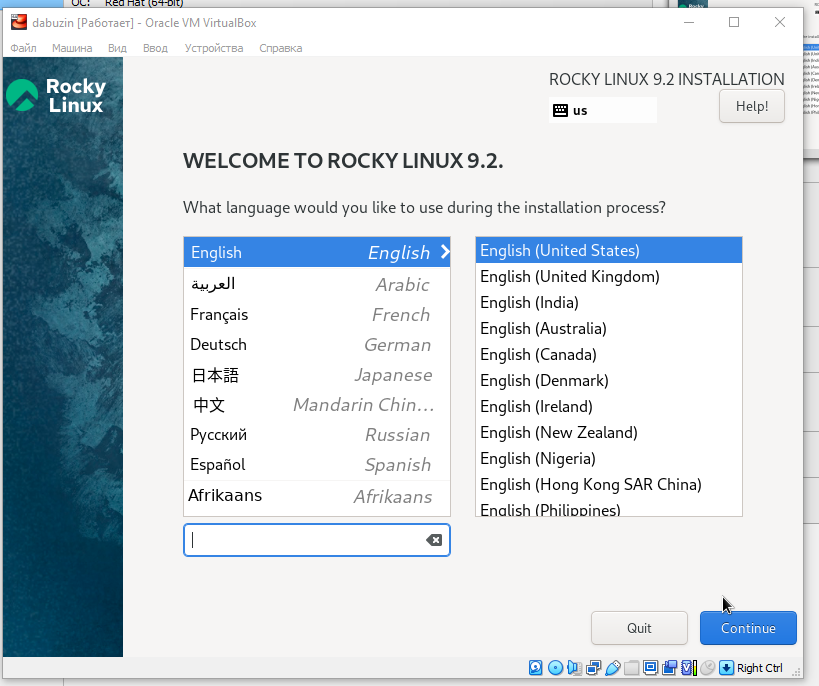 ОС: Red Hat (64-bit)
dabuzin [Работает] - Oracle VM VirtualBox
Файл Машина Вид Ввод Устройства Справка
Rocky
Linux
ROCKY LINUX 9.2 INSTALLATION
us
Help!
WELCOME TO ROCKY LINUX 9.2.
What language would you like to use during the installation process?
English English
العربية Arabic
Français French
Deutsch German
日本語 Japanese
中文 Mandarin Chin...
Русский Russian
Español Spanish
Afrikaans Afrikaans
English (United States)
English (United Kingdom)
English (India)
English (Australia)
English (Canada)
English (Denmark)
English (Ireland)
English (New Zealand)
English (Nigeria)
English (Hong Kong SAR China)
English (Philippines)
Quit Continue
Right Ctrl